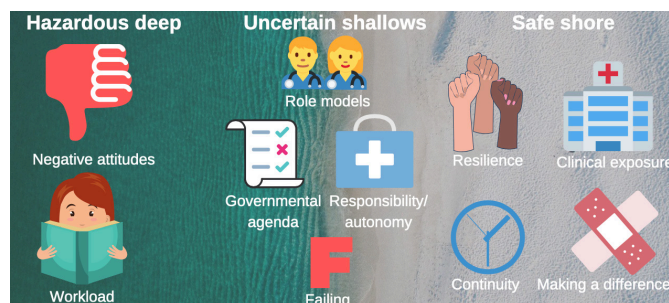 Hazardous deep
Uncertain shallows
Safe shore
Role models
Negative attitudes
Resilience
Clinical exposure
Governmental
agenda
Responsibility/
autonomy
Workload
F
Failing
Continuity
Making a difference